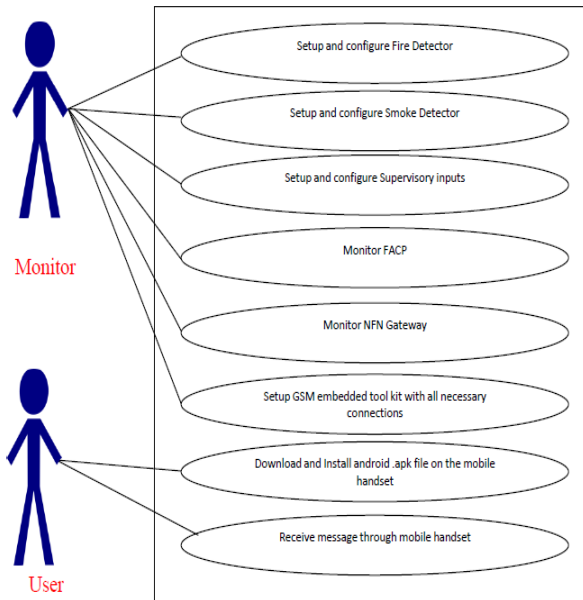 Setup and configure Fire Detector
Setup and configure Smoke Detector
Setup and configure Supervisory inputs
Monitor FACP
Monitor
Monitor NFN Gateway
Setup GSM embedded tool kit with all necessary
connections
Download and Install android .apk file on the mobile
handset
Receive message through mobile handset
User